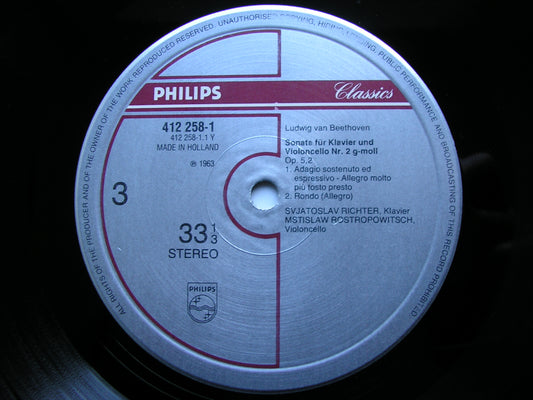 ALL RIGHTS OF THE PRODUCER AND OF THE OWNER OF THE WORK REPRODUCED RESERVED. UNAUTHORISED COPYING, HIRING, LENDING, PUBLIC PERFORMANCE AND BROADCASTING OF THIS RECORD PROHIBITED.
PHILIPS
Classics
412 258-1
412 258-1.1 Y
MADE IN HOLLAND
℗ 1963
3
33 1/3
STEREO
PHILIPS
Ludwig van Beethoven
Sonate für Klavier und
Violoncello Nr. 2 g-moll
Op. 5,2
1. Adagio sostenuto ed
espressivo - Allegro molto
più tosto presto
2. Rondo (Allegro)
SVJATOSLAV RICHTER, Klavier
MSTISLAW ROSTROPOWITSCH,
Violoncello